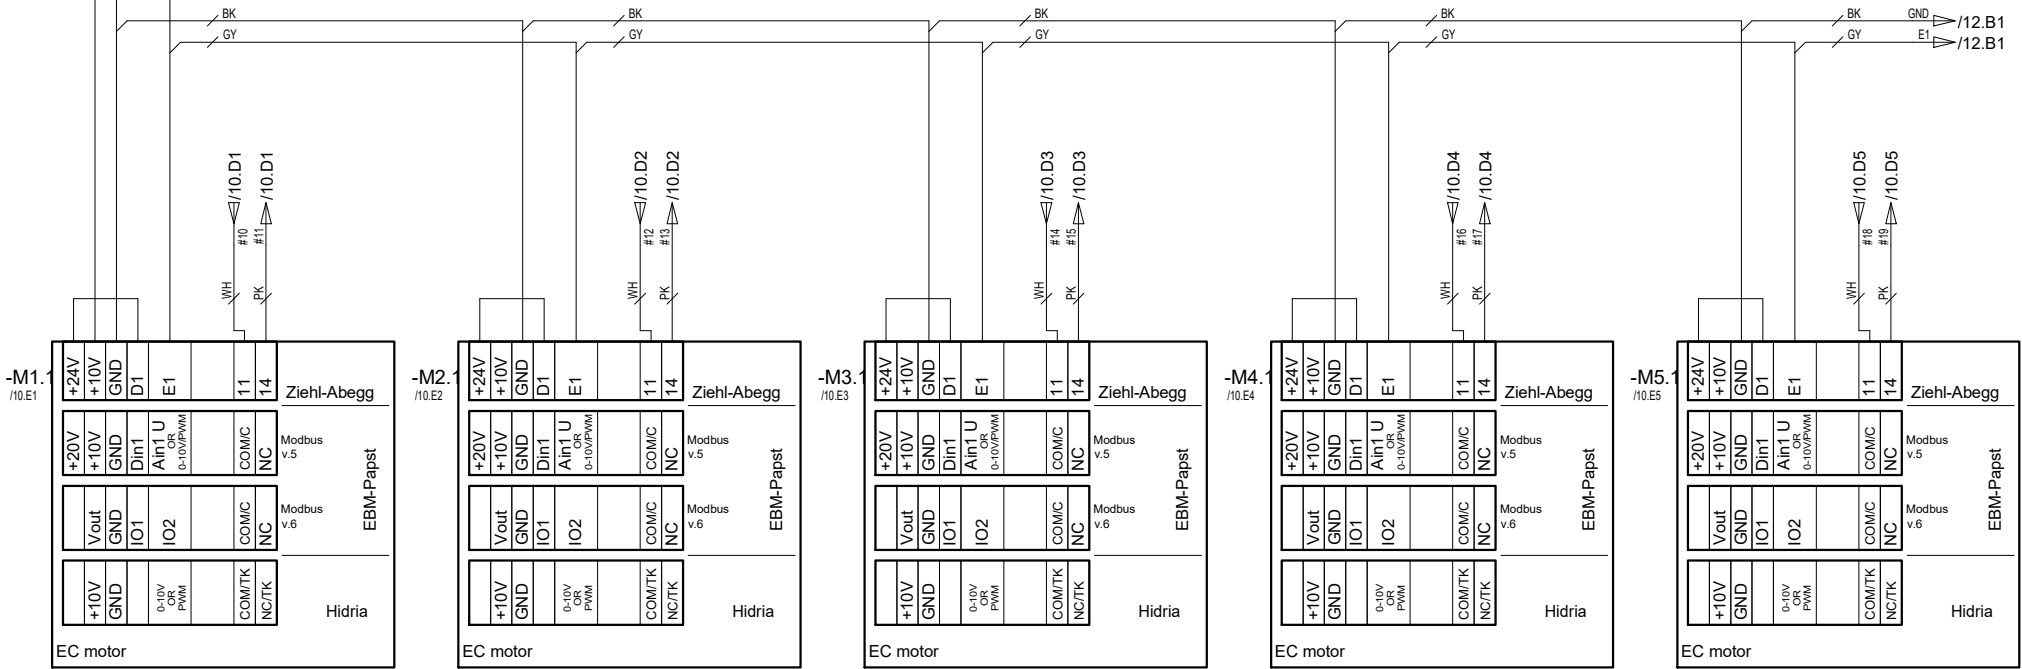 BK BK BK BK BK GND /12.B1
GY GY GY GY GY E1 /12.B1
/10.D1 /10.D1 /10.D2 /10.D2 /10.D3 /10.D3 /10.D4 /10.D4 /10.D5 /10.D5
#10 #11 #12 #13 #14 #15 #16 #17 #18 #19
WH PK WH PK WH PK WH PK WH PK
-M1.1
/10.E1
+24V +10V GND D1 E1 11 14 Ziehl-Abegg
+20V +10V GND Din1 Ain1 U OR 0-10V/PWM COM/C NC Modbus v.5
EBM-Papst
Vout GND IO1 IO2 COM/C NC Modbus v.6
+10V GND 0-10V OR PWM COM/TK NC/TK Hidria
EC motor
-M2.1
/10.E2
+24V +10V GND D1 E1 11 14 Ziehl-Abegg
+20V +10V GND Din1 Ain1 U OR 0-10V/PWM COM/C NC Modbus v.5
EBM-Papst
Vout GND IO1 IO2 COM/C NC Modbus v.6
+10V GND 0-10V OR PWM COM/TK NC/TK Hidria
EC motor
-M3.1
/10.E3
+24V +10V GND D1 E1 11 14 Ziehl-Abegg
+20V +10V GND Din1 Ain1 U OR 0-10V/PWM COM/C NC Modbus v.5
EBM-Papst
Vout GND IO1 IO2 COM/C NC Modbus v.6
+10V GND 0-10V OR PWM COM/TK NC/TK Hidria
EC motor
-M4.1
/10.E4
+24V +10V GND D1 E1 11 14 Ziehl-Abegg
+20V +10V GND Din1 Ain1 U OR 0-10V/PWM COM/C NC Modbus v.5
EBM-Papst
Vout GND IO1 IO2 COM/C NC Modbus v.6
+10V GND 0-10V OR PWM COM/TK NC/TK Hidria
EC motor
-M5.1
/10.E5
+24V +10V GND D1 E1 11 14 Ziehl-Abegg
+20V +10V GND Din1 Ain1 U OR 0-10V/PWM COM/C NC Modbus v.5
EBM-Papst
Vout GND IO1 IO2 COM/C NC Modbus v.6
+10V GND 0-10V OR PWM COM/TK NC/TK Hidria
EC motor